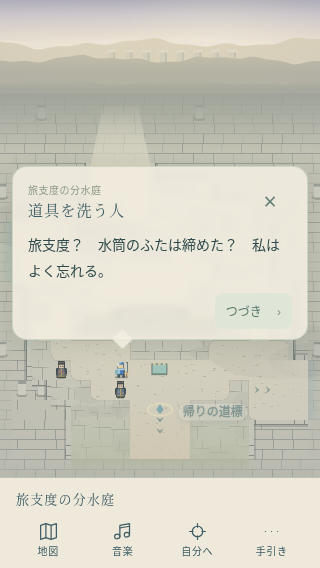 旅支度の分水庭
道具を洗う人
旅支度？　水筒のふたは締めた？　私は
よく忘れる。
つづき ›
帰りの道標
旅支度の分水庭
地図
音楽
自分へ
手引き